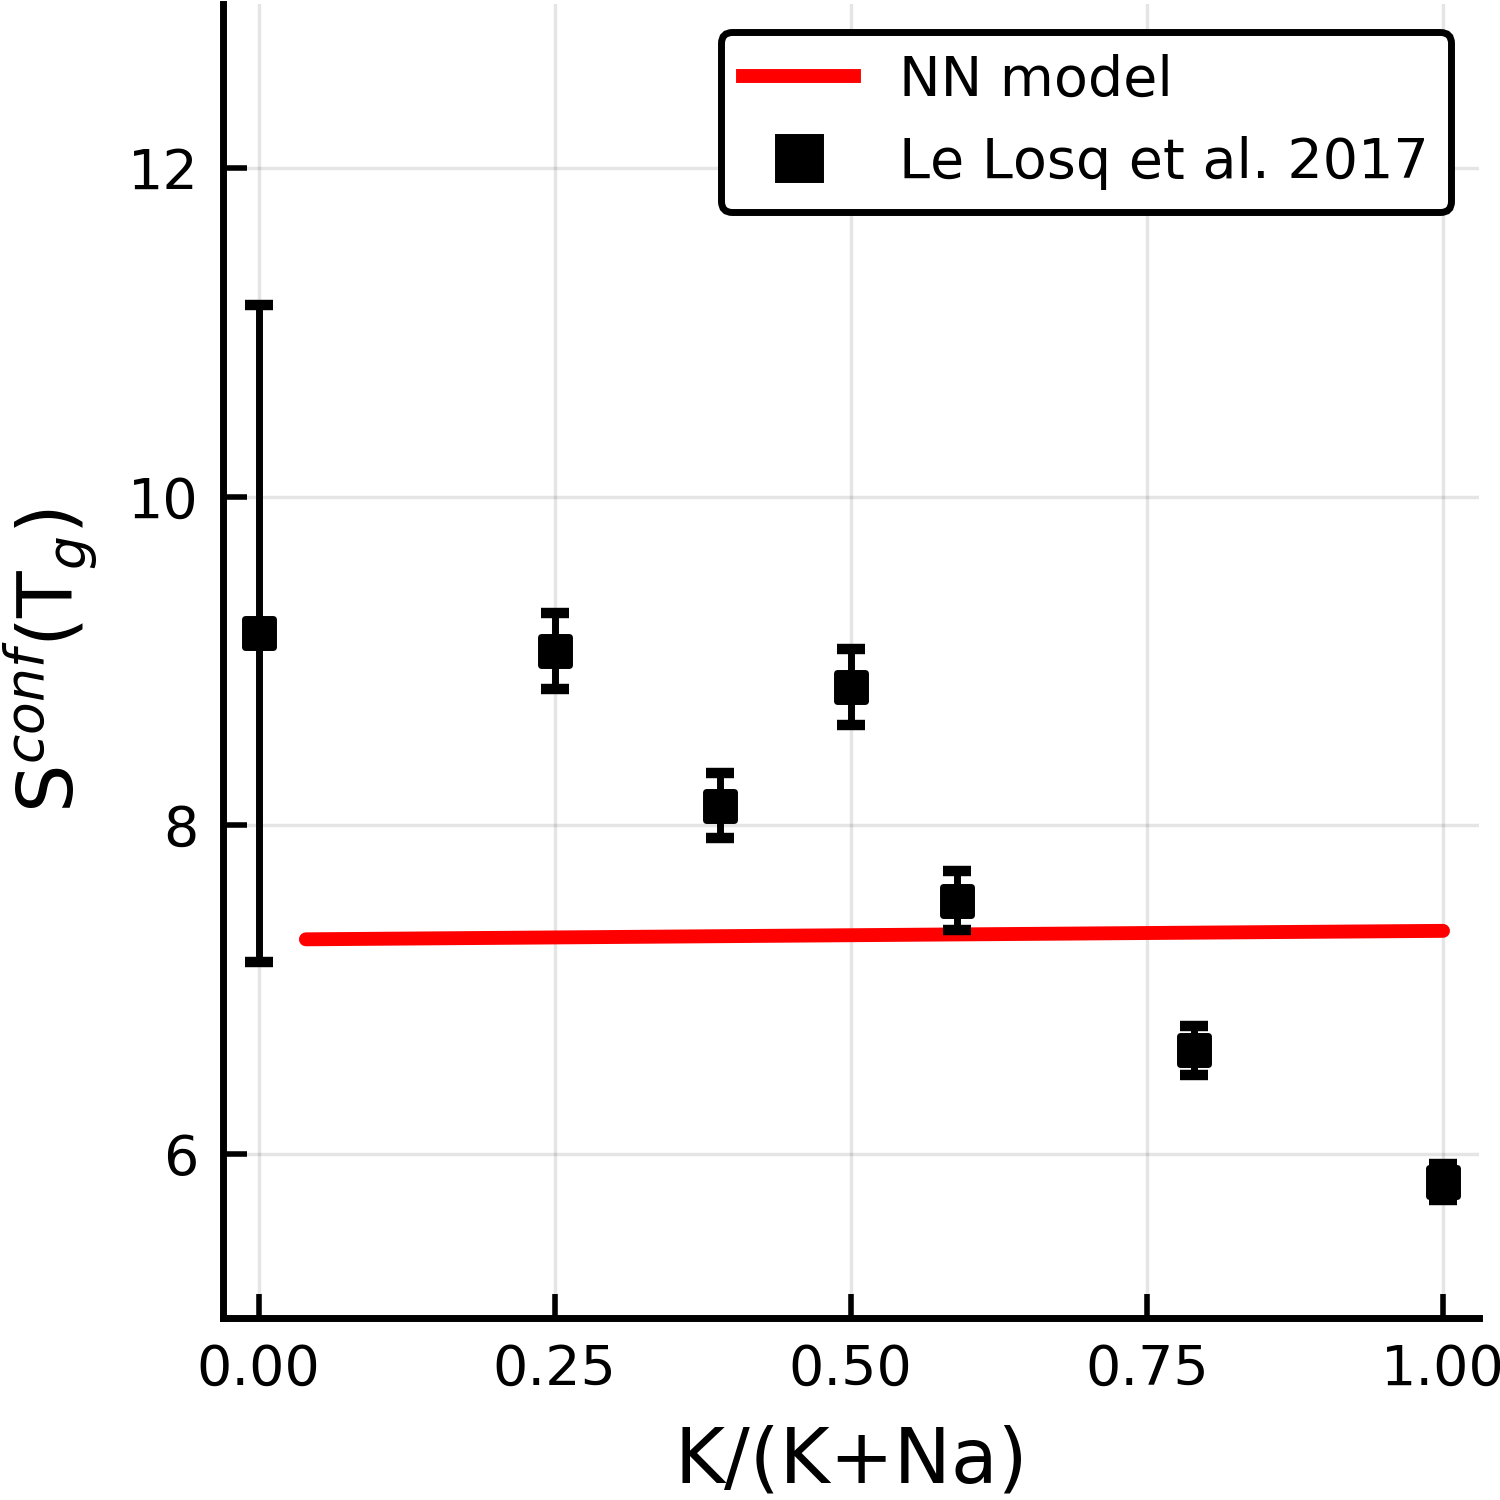 NN model
Le Losq et al. 2017
12
10
8
6
S^conf(T_g)
0.00 0.25 0.50 0.75 1.00
K/(K+Na)